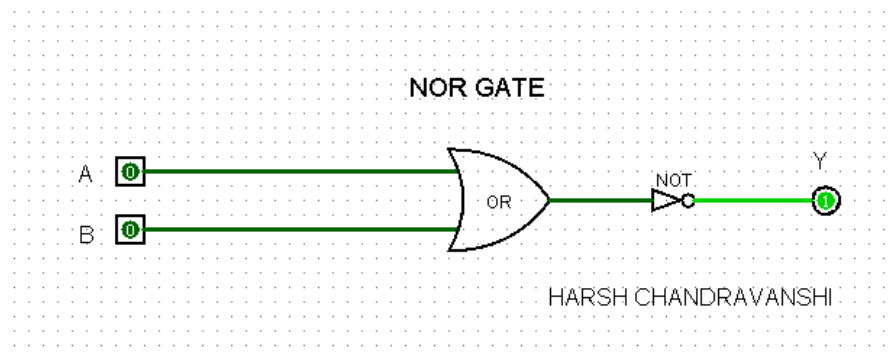 NOR GATE
Y
A 0
NOT
OR
1
B 0
HARSH CHANDRAVANSHI